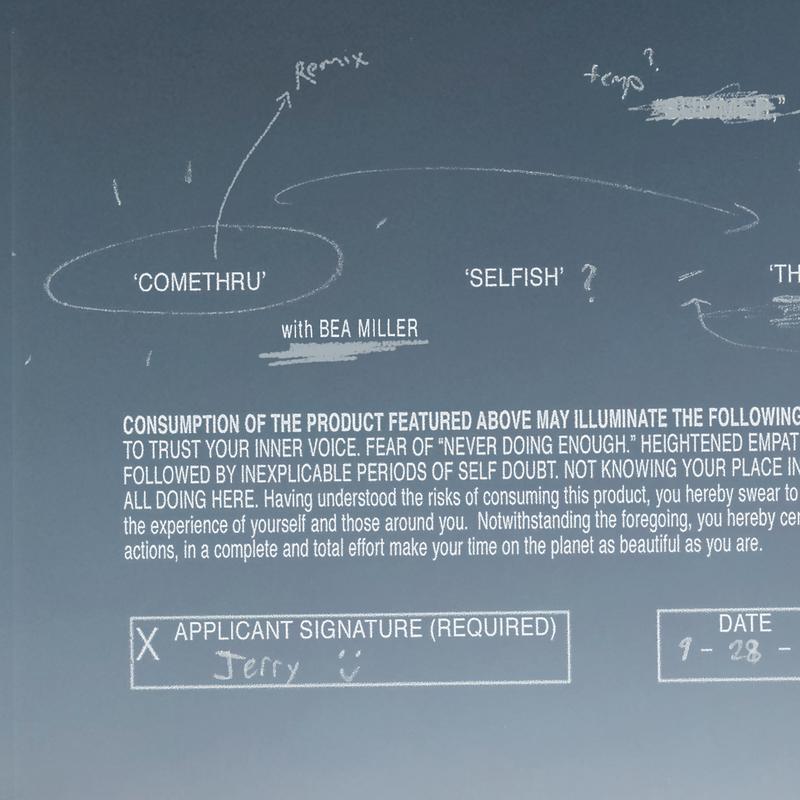 Remix
temp?
'COMETHRU'
'SELFISH' ?
'TH
with BEA MILLER
CONSUMPTION OF THE PRODUCT FEATURED ABOVE MAY ILLUMINATE THE FOLLOWING
TO TRUST YOUR INNER VOICE. FEAR OF "NEVER DOING ENOUGH." HEIGHTENED EMPAT
FOLLOWED BY INEXPLICABLE PERIODS OF SELF DOUBT. NOT KNOWING YOUR PLACE IN
ALL DOING HERE. Having understood the risks of consuming this product, you hereby swear to
the experience of yourself and those around you. Notwithstanding the foregoing, you hereby cer
actions, in a complete and total effort make your time on the planet as beautiful as you are.
X APPLICANT SIGNATURE (REQUIRED)
Jerry
DATE
9 - 28 -